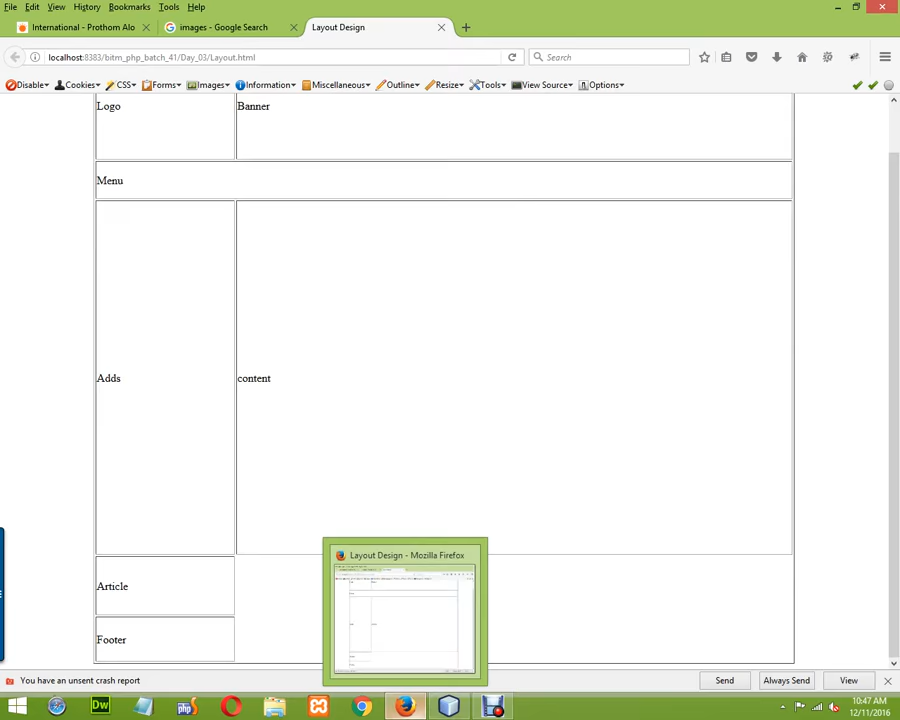 File Edit View History Bookmarks Tools Help
International - Prothom Alo
images - Google Search
Layout Design
localhost:8383/bitm_php_batch_41/Day_03/Layout.html
Search
Disable Cookies CSS Forms Images Information Miscellaneous Outline Resize Tools View Source Options
Logo
Banner
Menu
Adds
content
Article
Footer
Layout Design - Mozilla Firefox
You have an unsent crash report
Send
Always Send
View
Dw
php
10:47 AM
12/11/2016